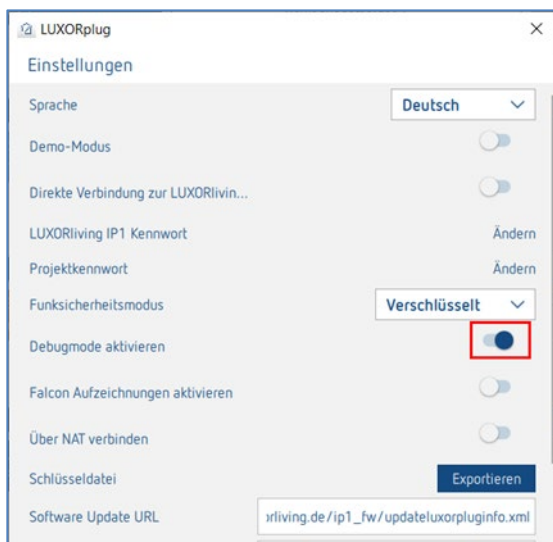 LUXORplug
Einstellungen
Sprache
Deutsch
Demo-Modus
Direkte Verbindung zur LUXORlivin...
LUXORliving IP1 Kennwort
Ändern
Projektkennwort
Ändern
Funksicherheitsmodus
Verschlüsselt
Debugmode aktivieren
Falcon Aufzeichnungen aktivieren
Über NAT verbinden
Schlüsseldatei
Exportieren
Software Update URL
orliving.de/ip1_fw/updateluxorpluginfo.xml